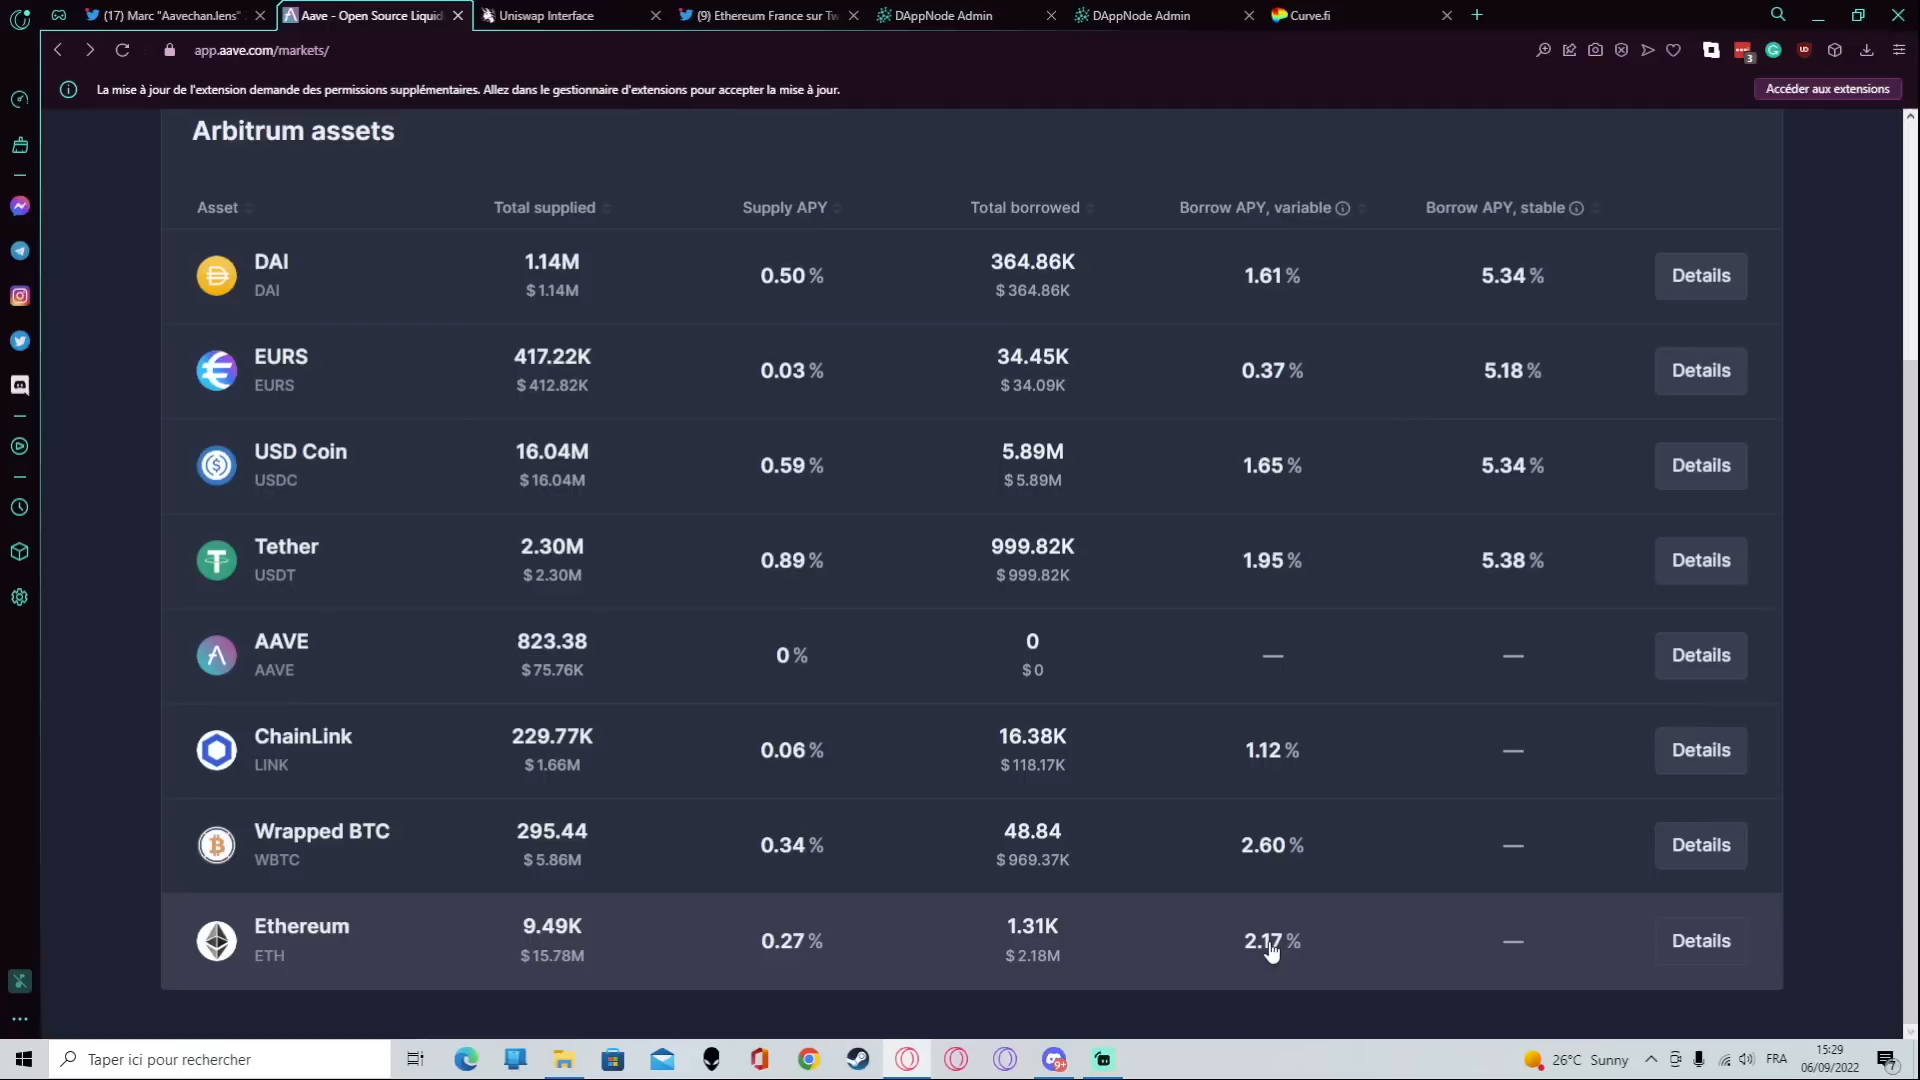 (17) Marc "Aavechan.lens"
Aave - Open Source Liquid
Uniswap Interface
(9) Ethereum France sur Tw
DAppNode Admin
DAppNode Admin
Curve.fi
app.aave.com/markets/
3
La mise à jour de l'extension demande des permissions supplémentaires. Allez dans le gestionnaire d'extensions pour accepter la mise à jour.
Accéder aux extensions
Arbitrum assets
Asset Total supplied Supply APY Total borrowed Borrow APY, variable Borrow APY, stable
DAI 1.14M 0.50 % 364.86K 1.61 % 5.34 % Details
DAI $ 1.14M $ 364.86K
EURS 417.22K 0.03 % 34.45K 0.37 % 5.18 % Details
EURS $ 412.82K $ 34.09K
USD Coin 16.04M 0.59 % 5.89M 1.65 % 5.34 % Details
USDC $ 16.04M $ 5.89M
Tether 2.30M 0.89 % 999.82K 1.95 % 5.38 % Details
USDT $ 2.30M $ 999.82K
AAVE 823.38 0 % 0 — — Details
AAVE $ 75.76K $ 0
ChainLink 229.77K 0.06 % 16.38K 1.12 % — Details
LINK $ 1.66M $ 118.17K
Wrapped BTC 295.44 0.34 % 48.84 2.60 % — Details
WBTC $ 5.86M $ 969.37K
Ethereum 9.49K 0.27 % 1.31K 2.17 % — Details
ETH $ 15.78M $ 2.18M
Taper ici pour rechercher
9+
26°C Sunny
FRA
15:29
06/09/2022
7